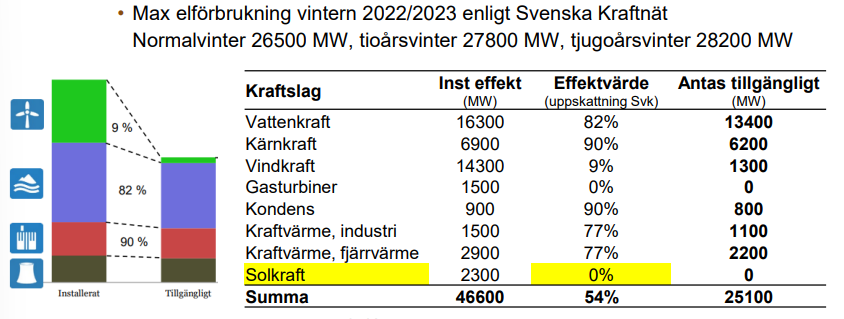 • Max elförbrukning vintern 2022/2023 enligt Svenska Kraftnät
Normalvinter 26500 MW, tioårsvinter 27800 MW, tjugoårsvinter 28200 MW
9 %
82 %
90 %
Installerat Tillgängligt
Kraftslag Inst effekt (MW) Effektvärde (uppskattning Svk) Antas tillgängligt (MW)
Vattenkraft 16300 82% 13400
Kärnkraft 6900 90% 6200
Vindkraft 14300 9% 1300
Gasturbiner 1500 0% 0
Kondens 900 90% 800
Kraftvärme, industri 1500 77% 1100
Kraftvärme, fjärrvärme 2900 77% 2200
Solkraft 2300 0% 0
Summa 46600 54% 25100